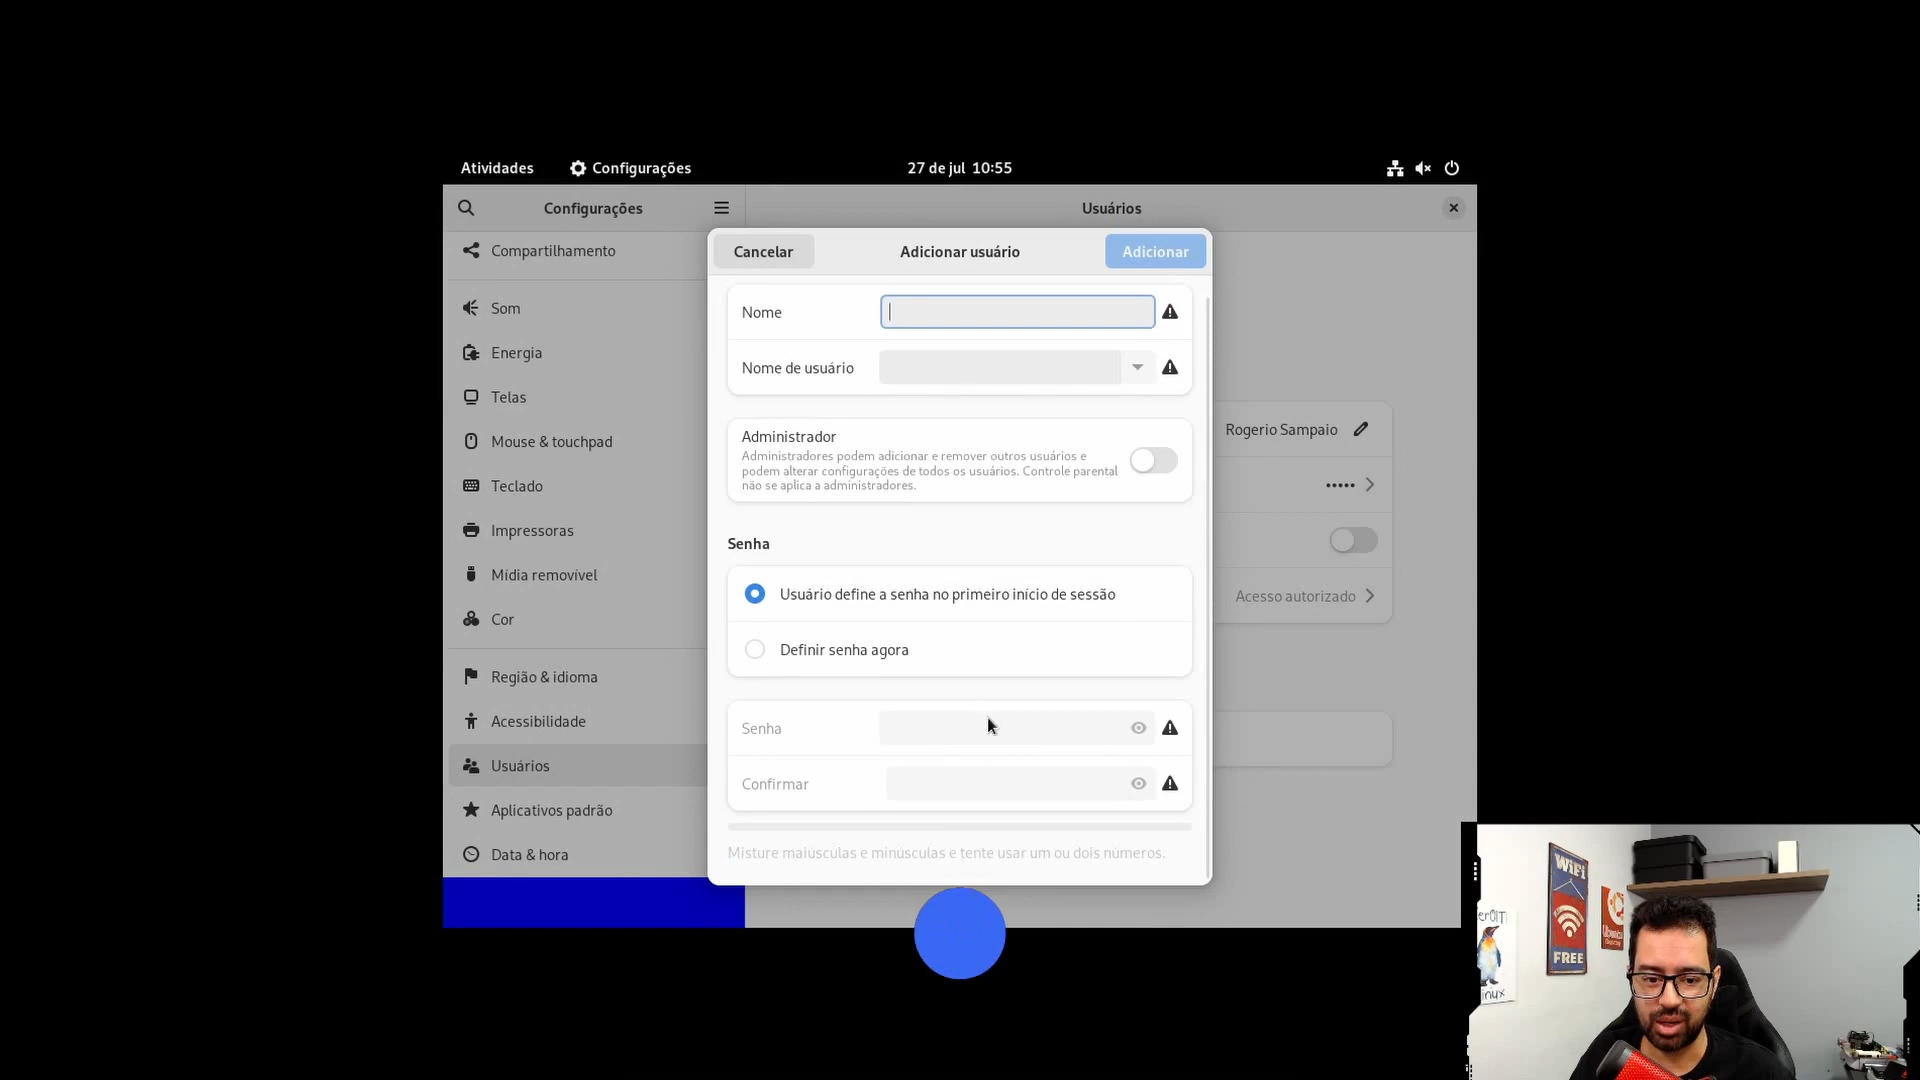 Atividades
Configurações
27 de jul 10:55
Configurações
Usuários
Compartilhamento
Som
Energia
Telas
Mouse & touchpad
Teclado
Impressoras
Mídia removível
Cor
Região & idioma
Acessibilidade
Usuários
Aplicativos padrão
Data & hora
Cancelar
Adicionar usuário
Adicionar
Nome
Nome de usuário
Administrador
Administradores podem adicionar e remover outros usuários e
podem alterar configurações de todos os usuários. Controle parental
não se aplica a administradores.
Senha
Usuário define a senha no primeiro início de sessão
Definir senha agora
Senha
Confirmar
Misture maiúsculas e minúsculas e tente usar um ou dois números.
Rogerio Sampaio
•••••
Acesso autorizado
WiFi
FREE